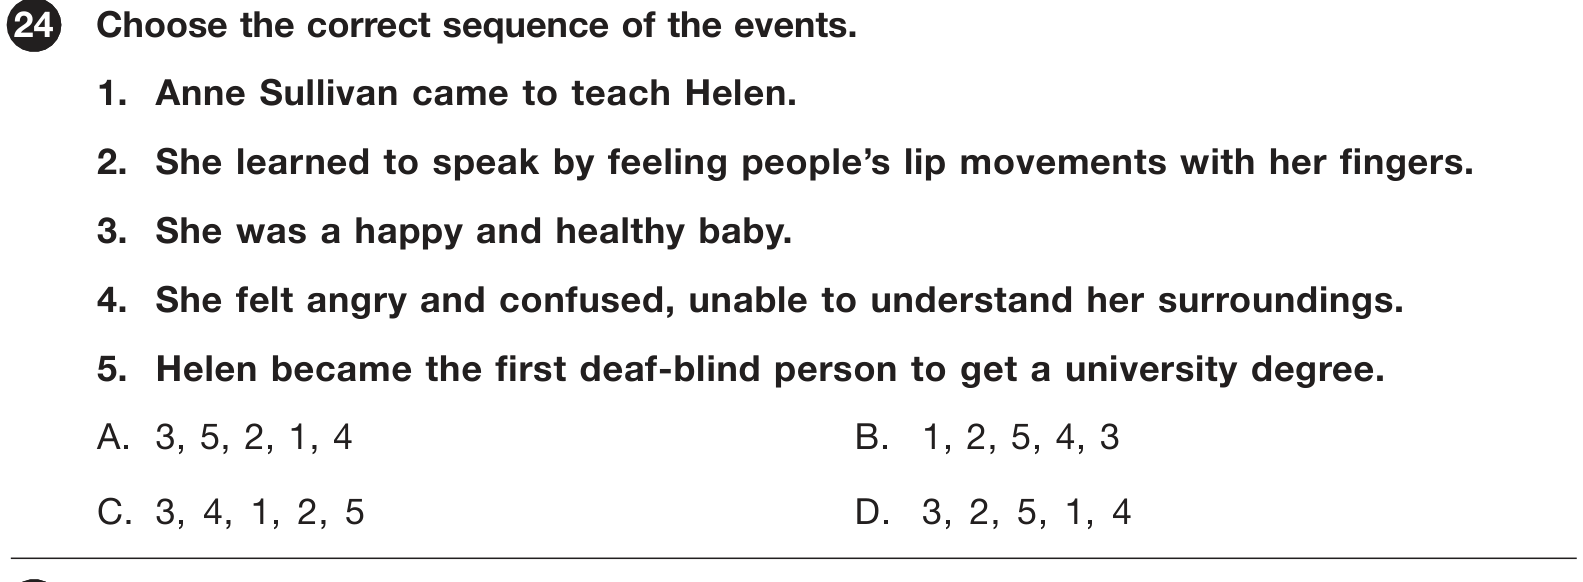 24 Choose the correct sequence of the events.
1. Anne Sullivan came to teach Helen.
2. She learned to speak by feeling people’s lip movements with her fingers.
3. She was a happy and healthy baby.
4. She felt angry and confused, unable to understand her surroundings.
5. Helen became the first deaf-blind person to get a university degree.
A. 3, 5, 2, 1, 4 B. 1, 2, 5, 4, 3
C. 3, 4, 1, 2, 5 D. 3, 2, 5, 1, 4